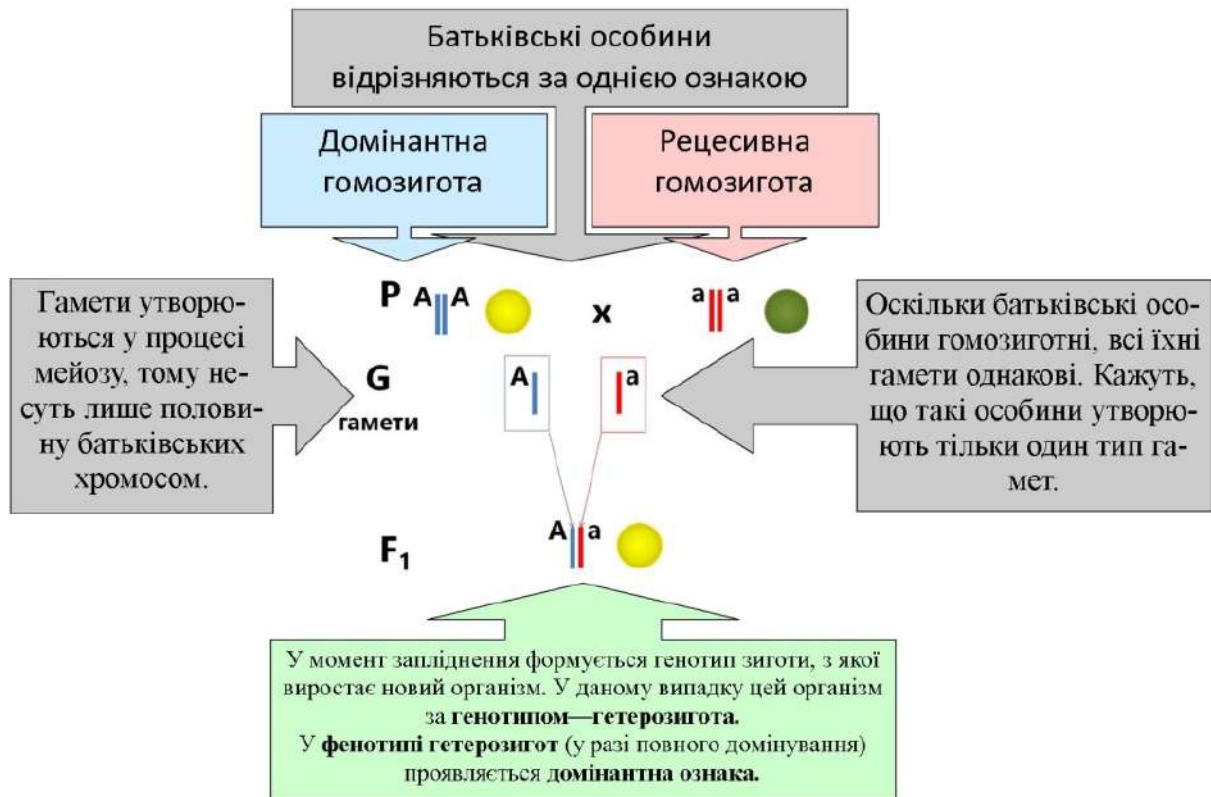 Батьківські особини
відрізняються за однією ознакою
Домінантна
гомозигота
Рецесивна
гомозигота
P A A x a a
Гамети утворю-
ються у процесі
мейозу, тому не-
суть лише полови-
ну батьківських
хромосом.
G
гамети
A a
Оскільки батьківські осо-
бини гомозиготні, всі їхні
гамети однакові. Кажуть,
що такі особини утворю-
ють тільки один тип га-
мет.
F₁ A a
У момент запліднення формується генотип зиготи, з якої
виростає новий організм. У даному випадку цей організм
за генотипом—гетерозигота.
У фенотипі гетерозигот (у разі повного домінування)
проявляється домінантна ознака.